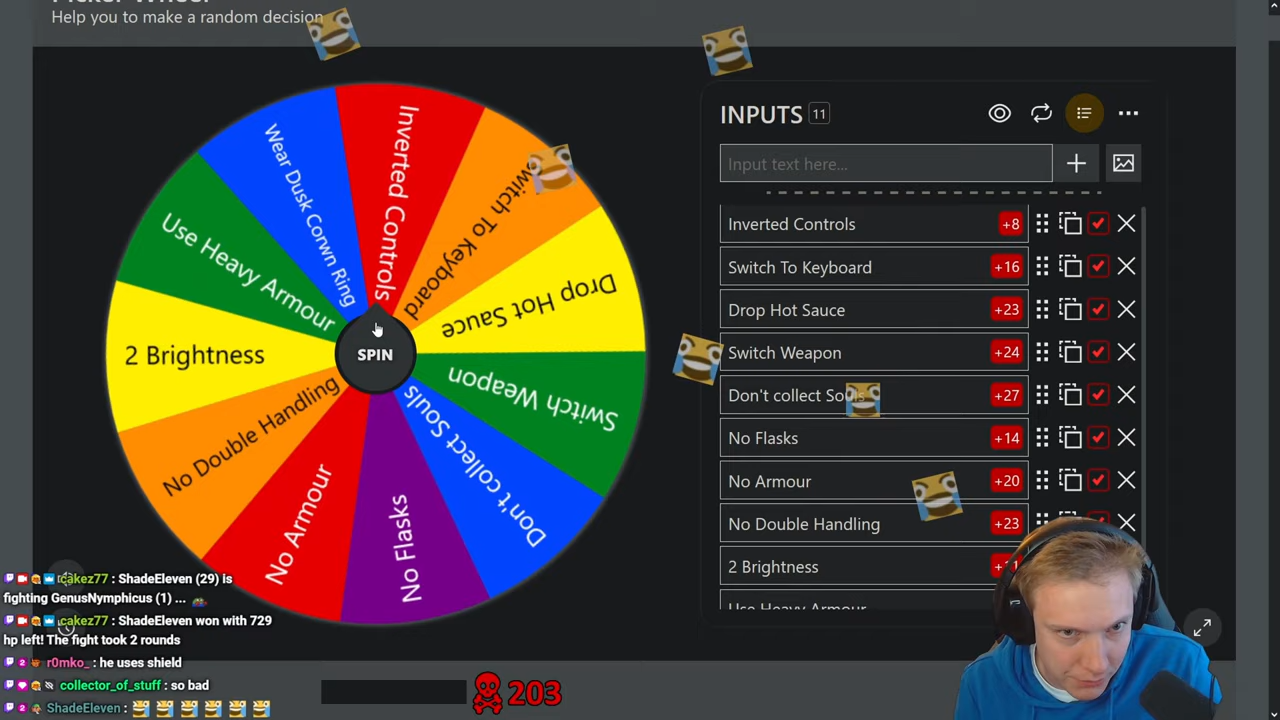 Help you to make a random decision
Inverted Controls
Switch To Keyboard
Drop Hot Sauce
Switch Weapon
Don't collect Souls
No Flasks
No Armour
No Double Handling
2 Brightness
Use Heavy Armour
Wear Dusk Corwn Ring
SPIN
INPUTS 11
Input text here...
Inverted Controls +8
Switch To Keyboard +16
Drop Hot Sauce +23
Switch Weapon +24
Don't collect Souls +27
No Flasks +14
No Armour +20
No Double Handling +23
2 Brightness
Use Heavy Armour
cakez77 : ShadeEleven (29) is
fighting GenusNymphicus (1) ...
cakez77 : ShadeEleven won with 729
hp left! The fight took 2 rounds
r0mko_ : he uses shield
collector_of_stuff : so bad
ShadeEleven :
203